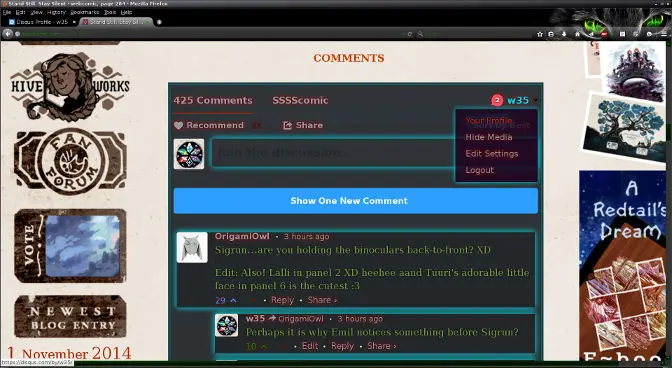 Stand Still. Stay Silent - webcomic, page 204 - Mozilla Firefox
File Edit View History Bookmarks Tools Help
Disqus Profile - w35
Stand Still. Stay Silent - ...
COMMENTS
HIVE WORKS
425 Comments
SSSScomic
2
w35
Your Profile
Recommend
Share
Hide Media
FAN FORUM
Join the discussion...
Edit Settings
Logout
A
Redtail's
Dream
Show One New Comment
VOTE
OrigamiOwl • 3 hours ago
Sigrun...are you holding the binoculars back-to-front? XD
Edit: Also! Lalli in panel 2 XD heehee aand Tuuri's adorable little
face in panel 6 is the cutest :3
29 • Reply • Share ›
NEWEST
BLOG ENTRY
w35 OrigamiOwl • 3 hours ago
Perhaps it is why Emil notices something before Sigrun?
10 • Edit • Reply • Share ›
1 November 2014
https://disqus.com/by/w35/